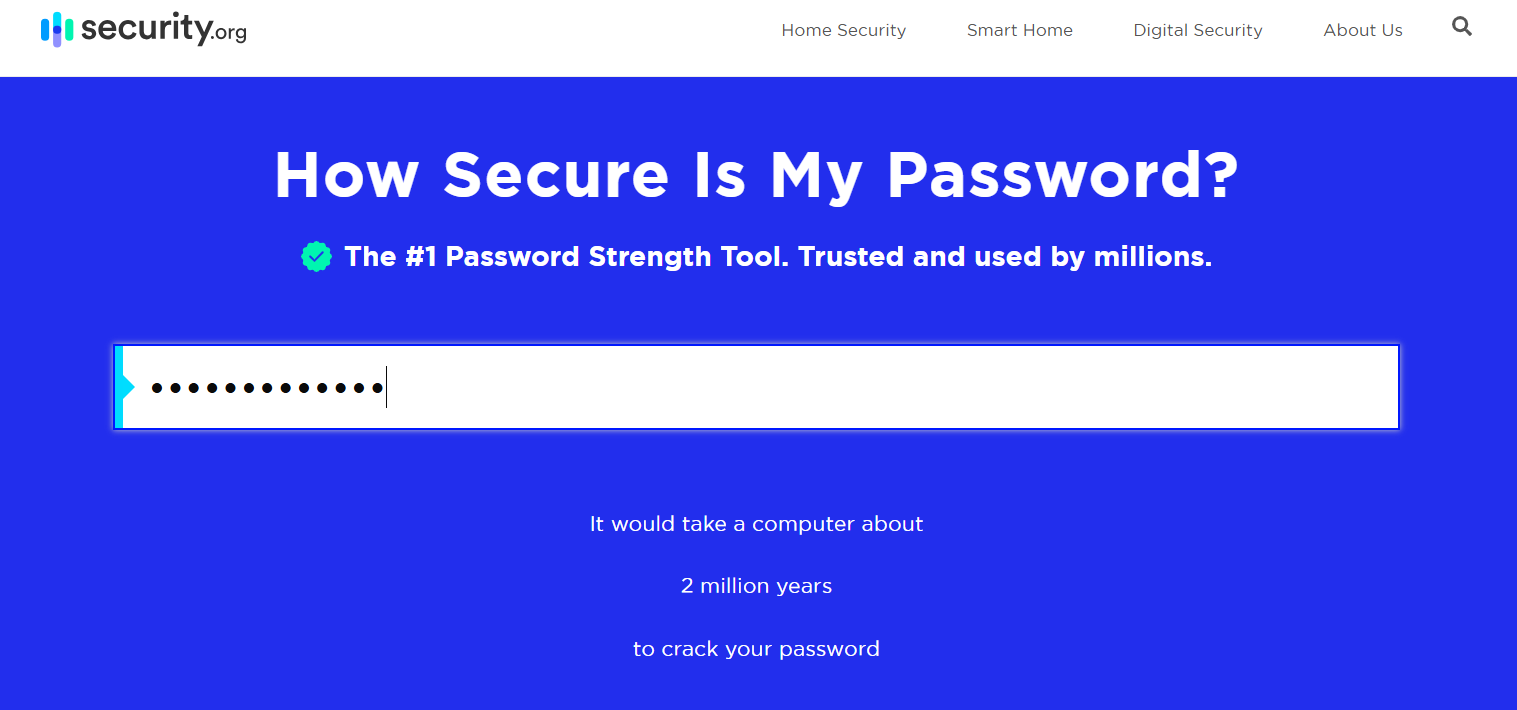 security.org
Home Security Smart Home Digital Security About Us
How Secure Is My Password?
The #1 Password Strength Tool. Trusted and used by millions.
•••••••••••••
It would take a computer about
2 million years
to crack your password